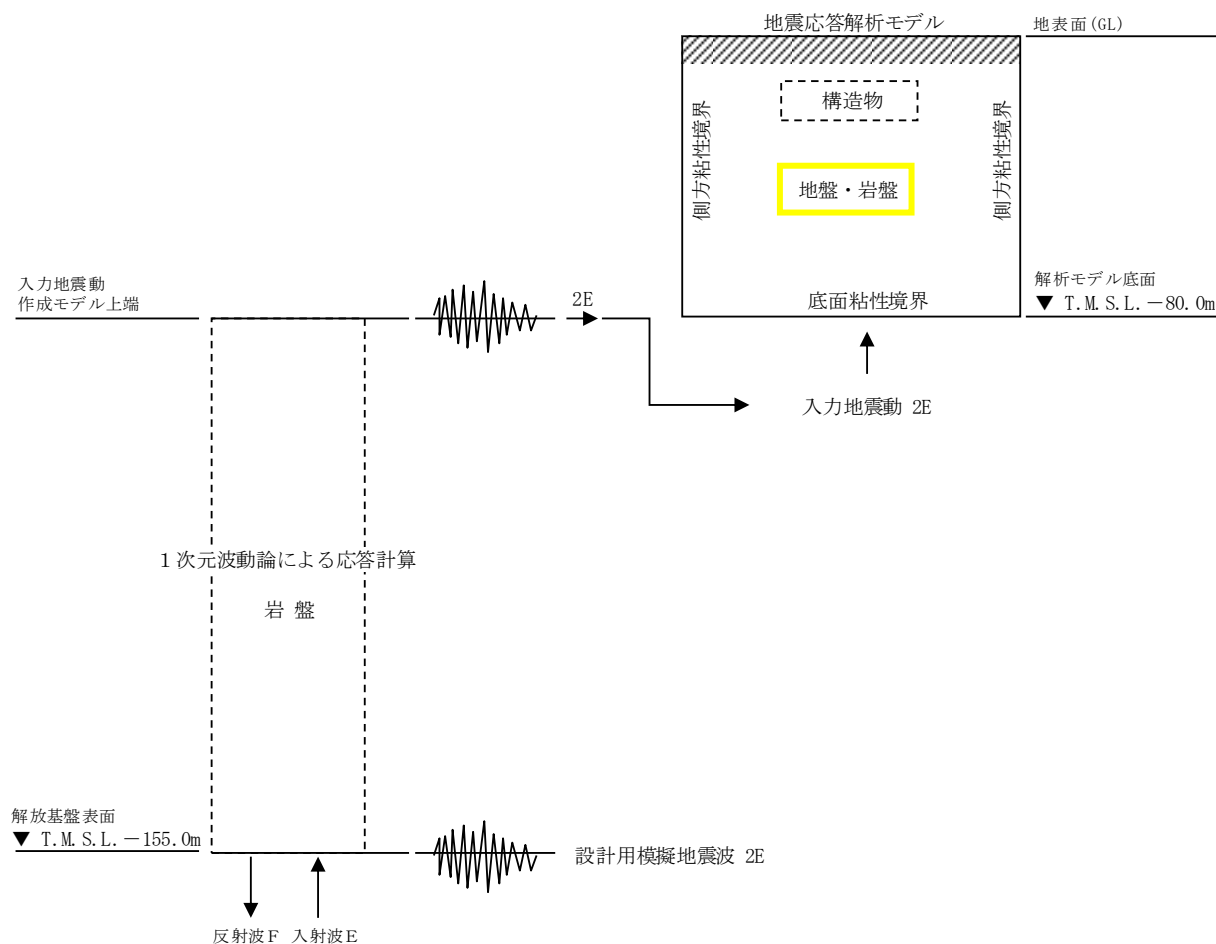 地震応答解析モデル
地表面(GL)
構造物
側方粘性境界
側方粘性境界
地盤・岩盤
入力地震動
作成モデル上端
2E
底面粘性境界
解析モデル底面
▼ T.M.S.L.－80.0m
入力地震動 2E
1次元波動論による応答計算
岩 盤
解放基盤表面
▼ T.M.S.L.－155.0m
設計用模擬地震波 2E
反射波F 入射波E